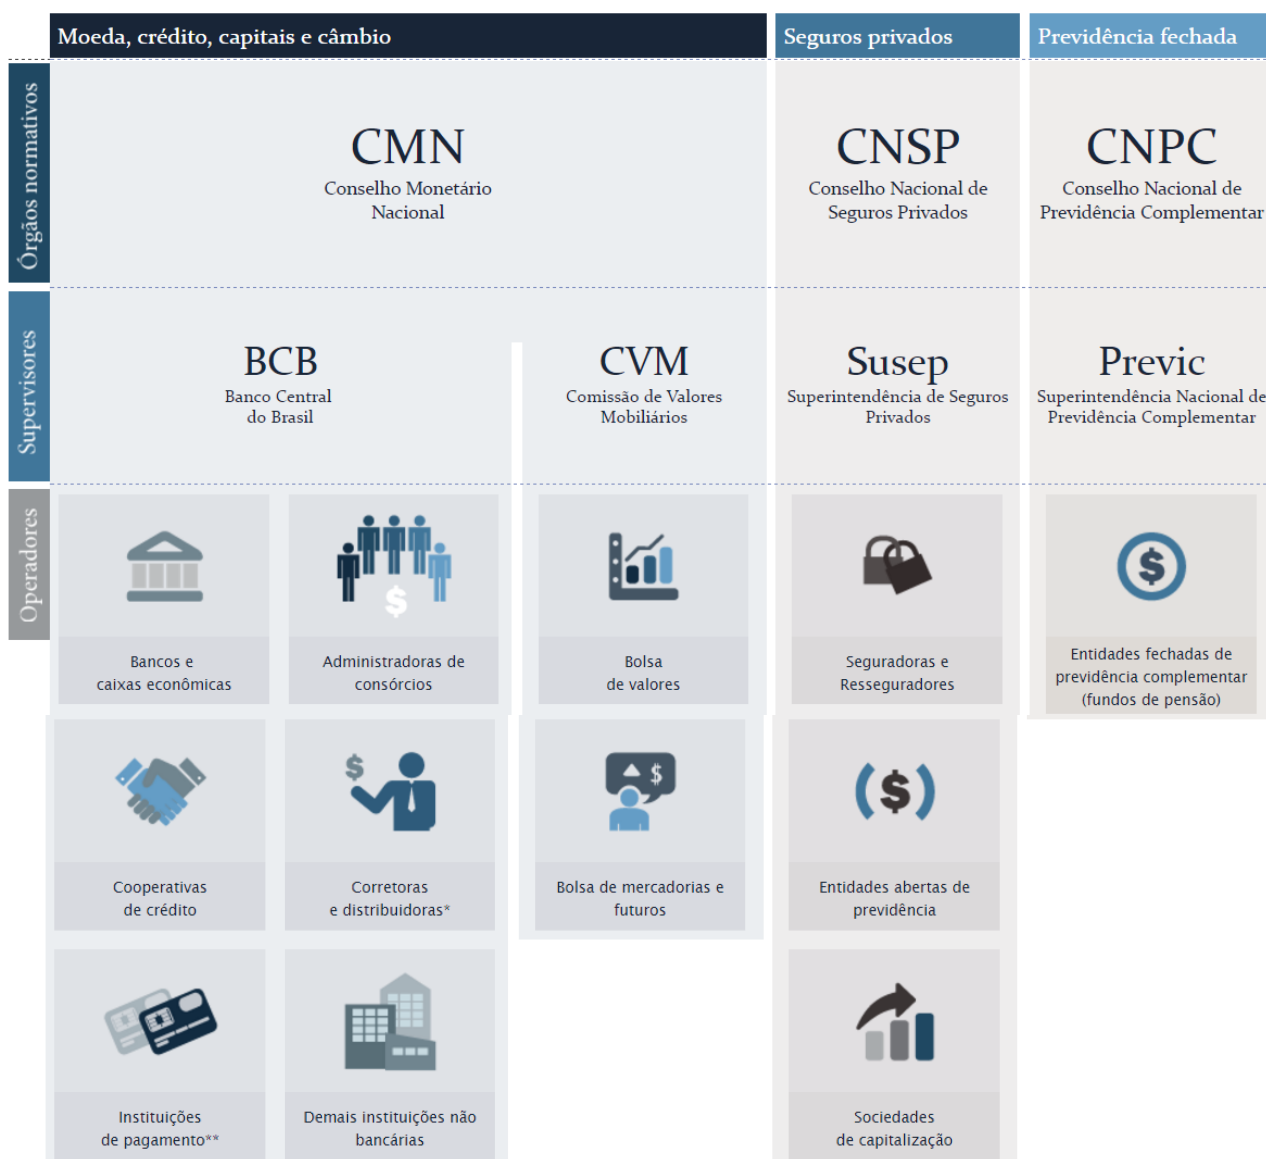 Moeda, crédito, capitais e câmbio
Seguros privados
Previdência fechada
Órgãos normativos
CMN
Conselho Monetário
Nacional
CNSP
Conselho Nacional de
Seguros Privados
CNPC
Conselho Nacional de
Previdência Complementar
Supervisores
BCB
Banco Central
do Brasil
CVM
Comissão de Valores
Mobiliários
Susep
Superintendência de Seguros
Privados
Previc
Superintendência Nacional de
Previdência Complementar
Operadores
$
$
Bancos e
caixas econômicas
Administradoras de
consórcios
Bolsa
de valores
Seguradoras e
Resseguradores
Entidades fechadas de
previdência complementar
(fundos de pensão)
$
$
($)
Cooperativas
de crédito
Corretoras
e distribuidoras*
Bolsa de mercadorias e
futuros
Entidades abertas de
previdência
Instituições
de pagamento**
Demais instituições não
bancárias
Sociedades
de capitalização